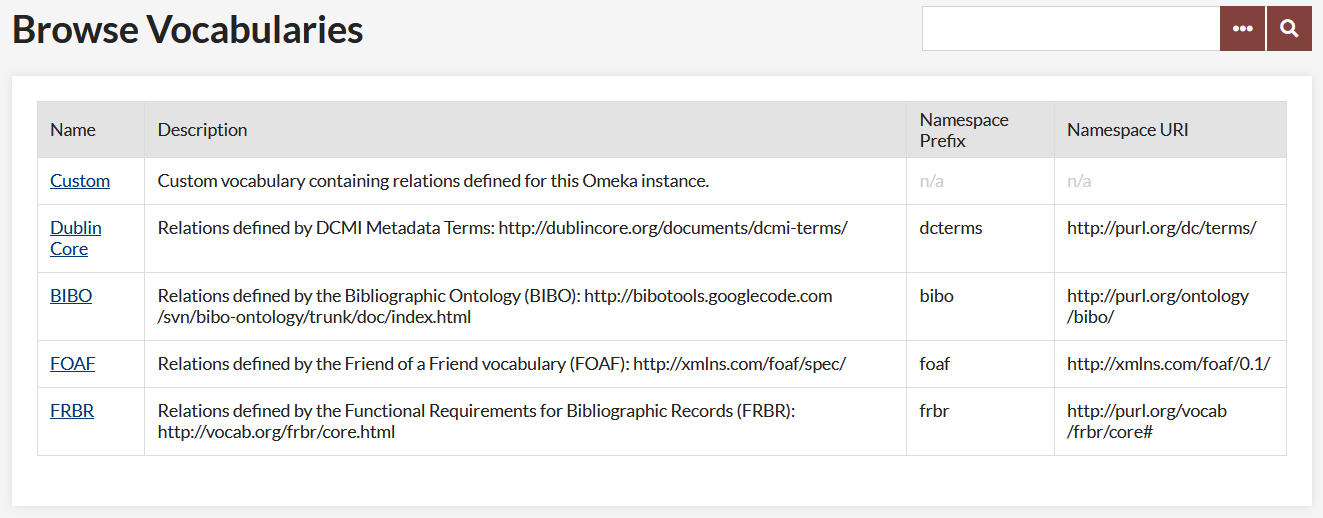 Browse Vocabularies
Name
Description
Namespace
Prefix
Namespace URI
Custom
Custom vocabulary containing relations defined for this Omeka instance.
n/a
n/a
Dublin
Core
Relations defined by DCMI Metadata Terms: http://dublincore.org/documents/dcmi-terms/
dcterms
http://purl.org/dc/terms/
BIBO
Relations defined by the Bibliographic Ontology (BIBO): http://bibotools.googlecode.com
/svn/bibo-ontology/trunk/doc/index.html
bibo
http://purl.org/ontology
/bibo/
FOAF
Relations defined by the Friend of a Friend vocabulary (FOAF): http://xmlns.com/foaf/spec/
foaf
http://xmlns.com/foaf/0.1/
FRBR
Relations defined by the Functional Requirements for Bibliographic Records (FRBR):
http://vocab.org/frbr/core.html
frbr
http://purl.org/vocab
/frbr/core#